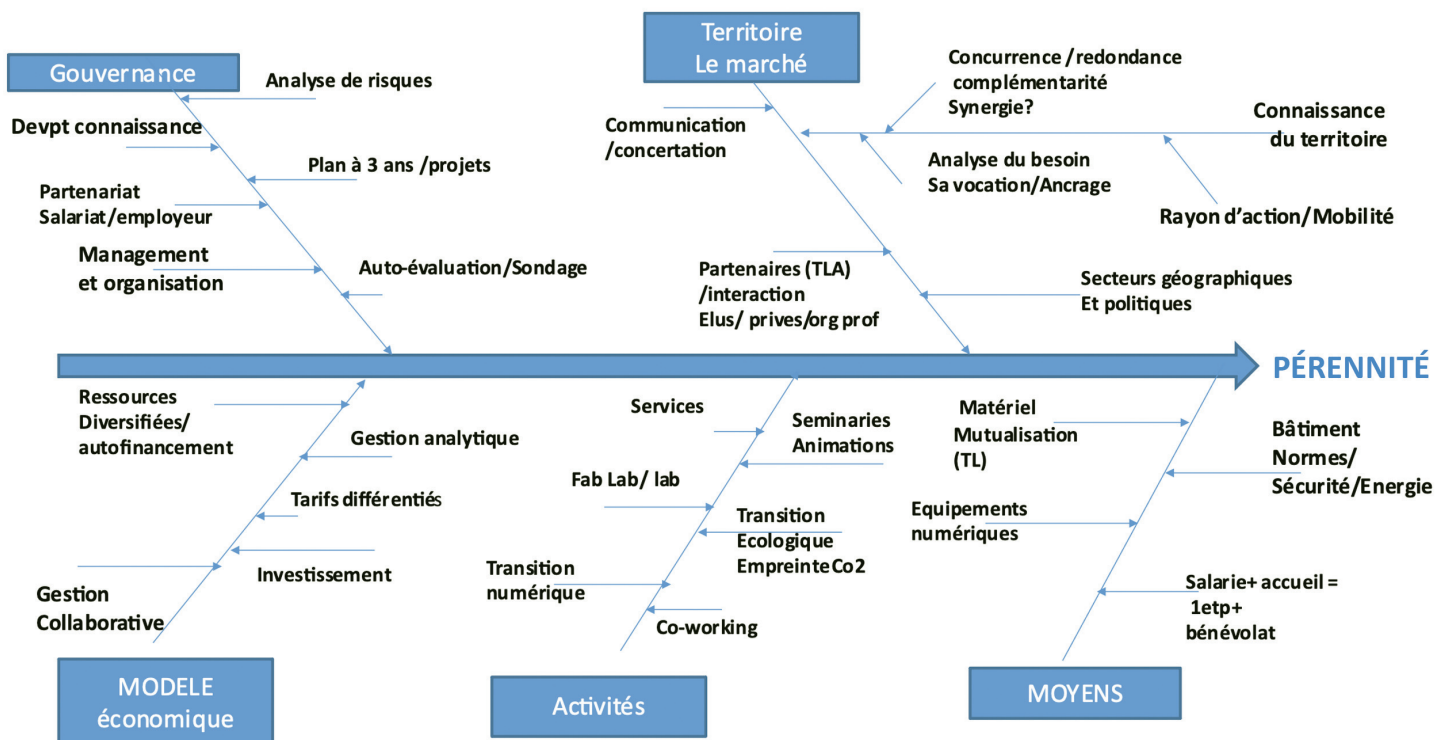 Gouvernance
Analyse de risques
Devpt connaissance
Plan à 3 ans /projets
Partenariat
Salariat/employeur
Management
et organisation
Auto-évaluation/Sondage
Territoire
Le marché
Communication
/concertation
Concurrence /redondance
complémentarité
Synergie?
Connaissance
du territoire
Analyse du besoin
Sa vocation/Ancrage
Rayon d'action/Mobilité
Partenaires (TLA)
/interaction
Elus/ prives/org prof
Secteurs géographiques
Et politiques
PÉRENNITÉ
Ressources
Diversifiées/
autofinancement
Gestion analytique
Tarifs différentiés
Investissement
Gestion
Collaborative
MODELE
économique
Services
Seminaries
Animations
Fab Lab/ lab
Transition
Ecologique
Empreinte Co2
Transition
numérique
Co-working
Activités
Matériel
Mutualisation
(TL)
Bâtiment
Normes/
Sécurité/Energie
Equipements
numériques
Salarie+ accueil =
1etp+
bénévolat
MOYENS